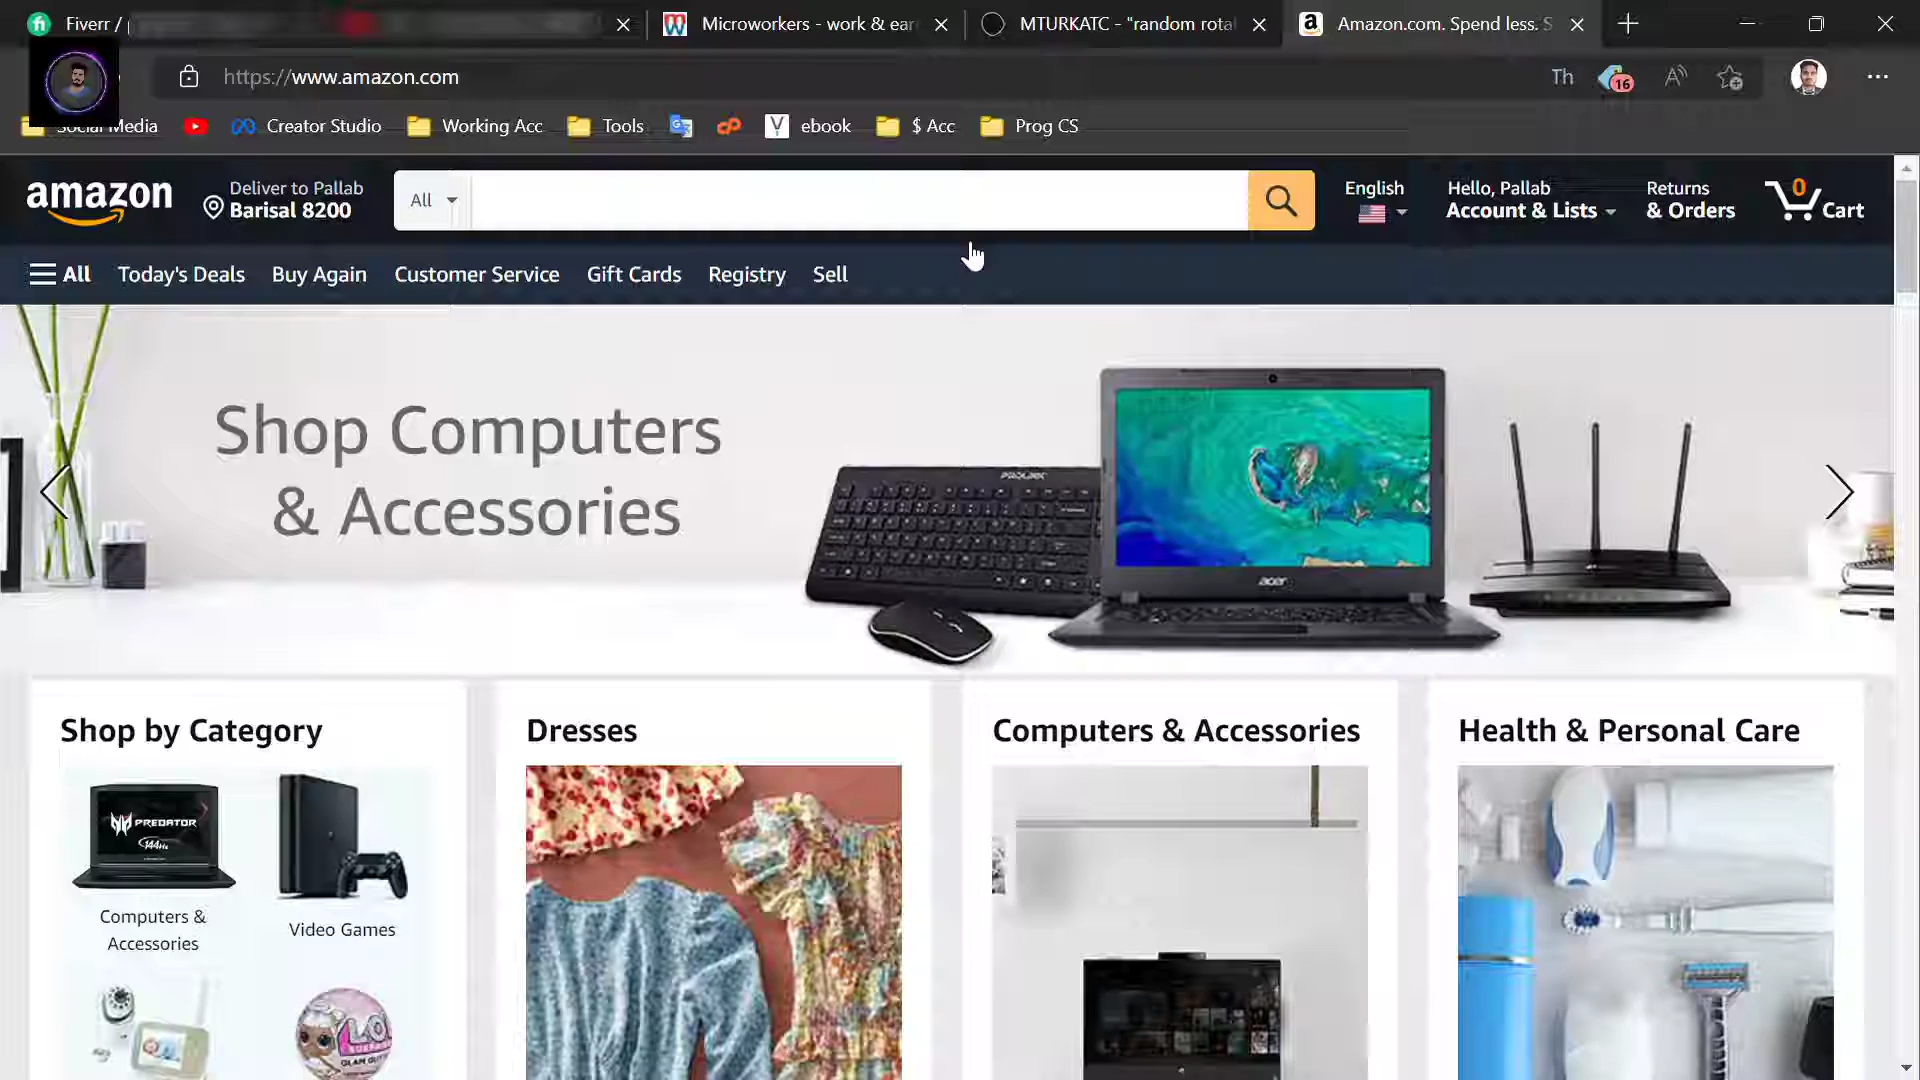 Fiverr /
Microworkers - work & ear
MTURKATC - "random rota
Amazon.com. Spend less. S
https://www.amazon.com
16
Social Media
Creator Studio
Working Acc
Tools
ebook
$ Acc
Prog CS
amazon
Deliver to Pallab
Barisal 8200
All
English
Hello, Pallab
Account & Lists
Returns
& Orders
0
Cart
All
Today's Deals
Buy Again
Customer Service
Gift Cards
Registry
Sell
Shop Computers
& Accessories
PROLINK
acer
Shop by Category
Dresses
Computers & Accessories
Health & Personal Care
PREDATOR
144Hz
Computers &
Accessories
Video Games
L.O.L.
SURPRISE